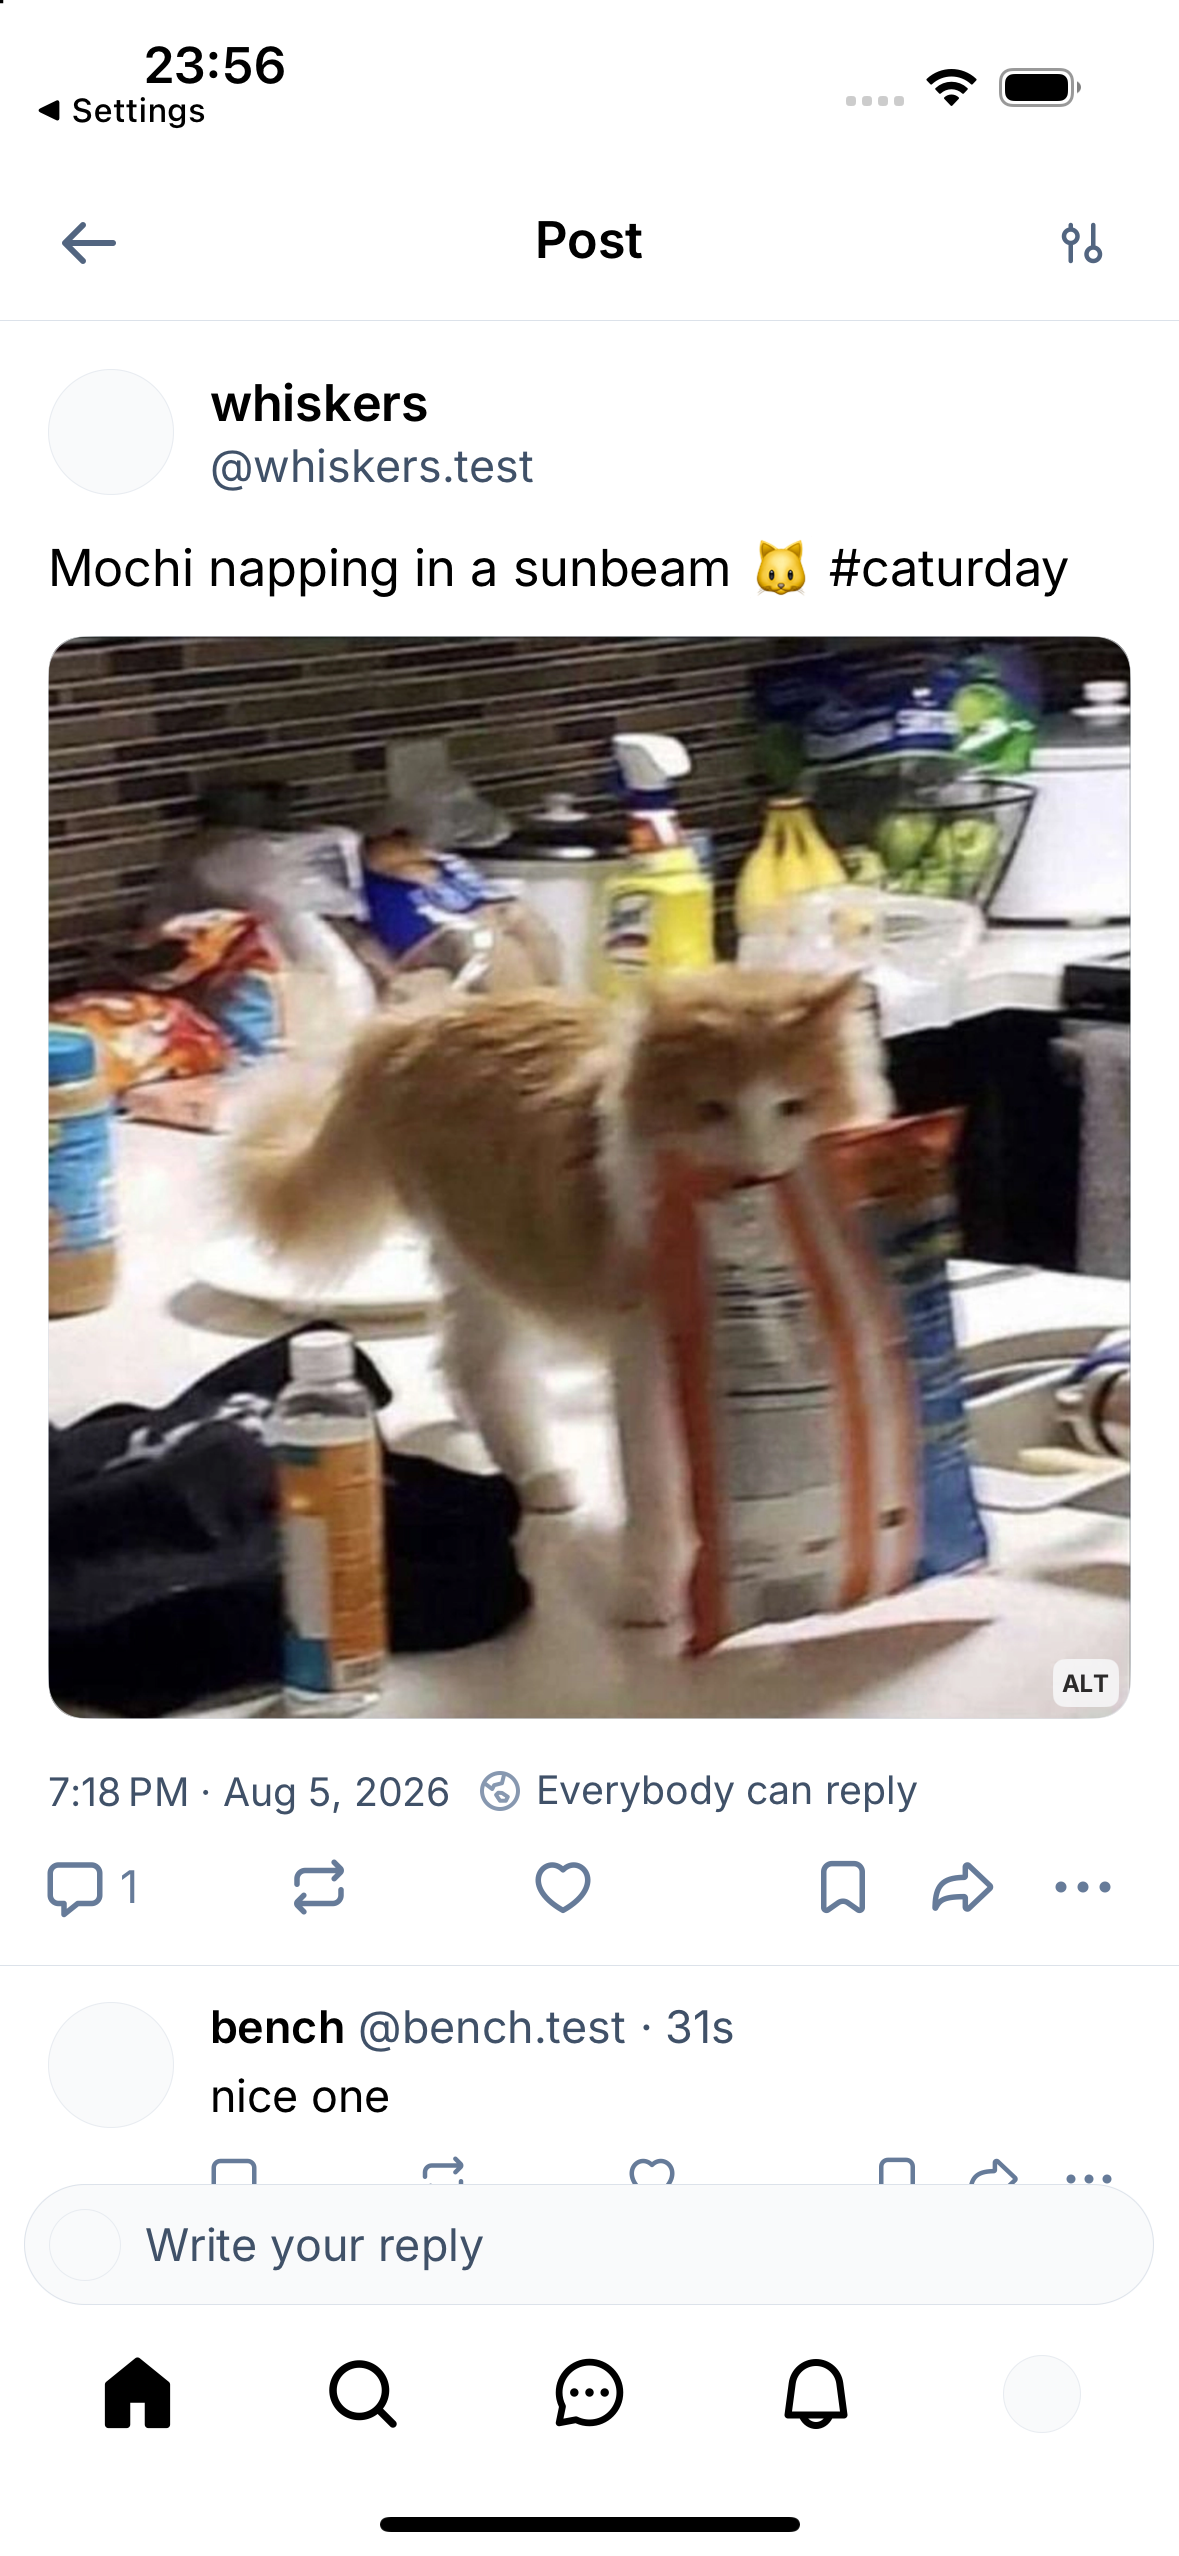 23:56
◀ Settings
Post
whiskers
@whiskers.test
Mochi napping in a sunbeam 🐱 #caturday
ALT
7:18 PM · Aug 5, 2026 Everybody can reply
1
bench @bench.test · 31s
nice one
Write your reply